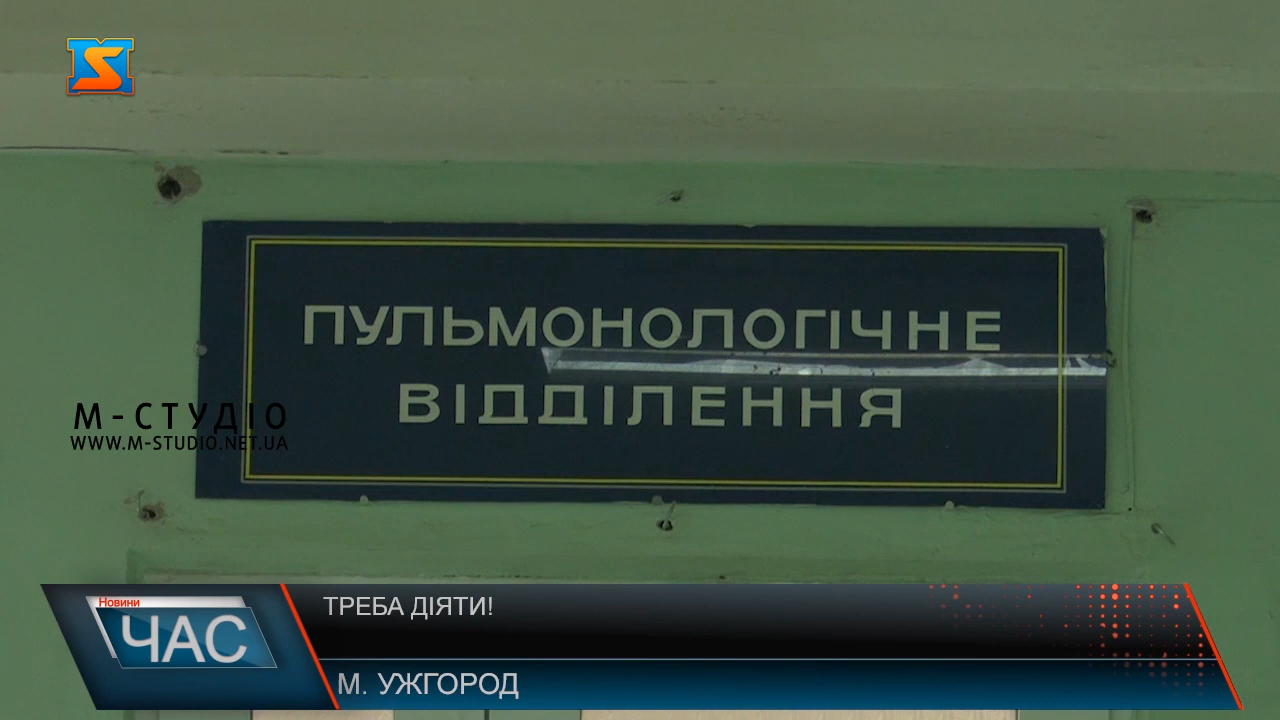 ПУЛЬМОНОЛОГІЧНЕ
ВІДДІЛЕННЯ
М-СТУДІО
WWW.M-STUDIO.NET.UA
Новини
ЧАС
ТРЕБА ДІЯТИ!
М. УЖГОРОД